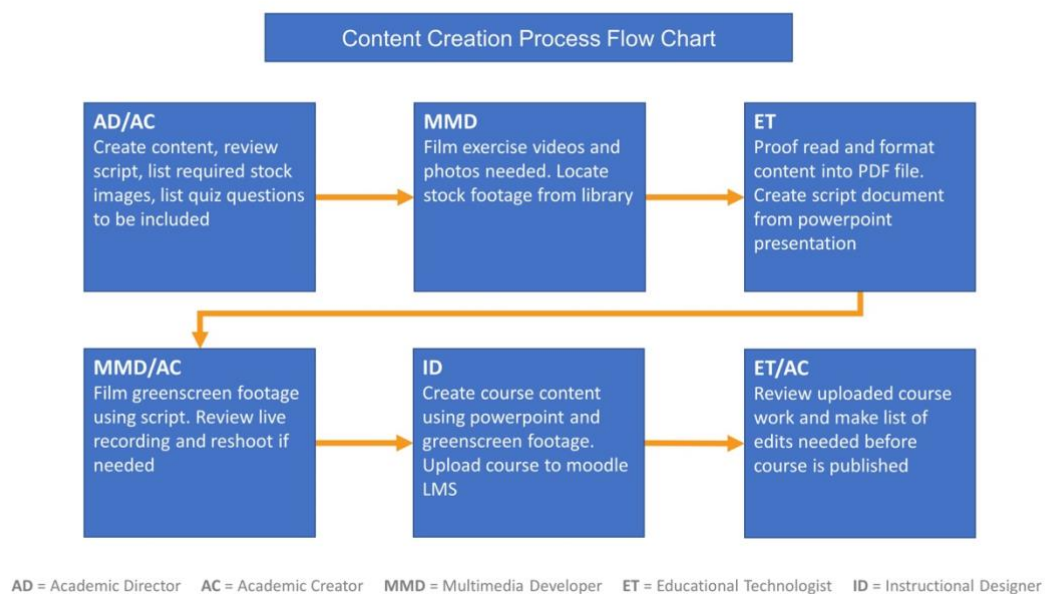 Content Creation Process Flow Chart
AD/AC
Create content, review
script, list required stock
images, list quiz questions
to be included
MMD
Film exercise videos and
photos needed. Locate
stock footage from library
ET
Proof read and format
content into PDF file.
Create script document
from powerpoint
presentation
MMD/AC
Film greenscreen footage
using script. Review live
recording and reshoot if
needed
ID
Create course content
using powerpoint and
greenscreen footage.
Upload course to moodle
LMS
ET/AC
Review uploaded course
work and make list of
edits needed before
course is published
AD = Academic Director AC = Academic Creator MMD = Multimedia Developer ET = Educational Technologist ID = Instructional Designer